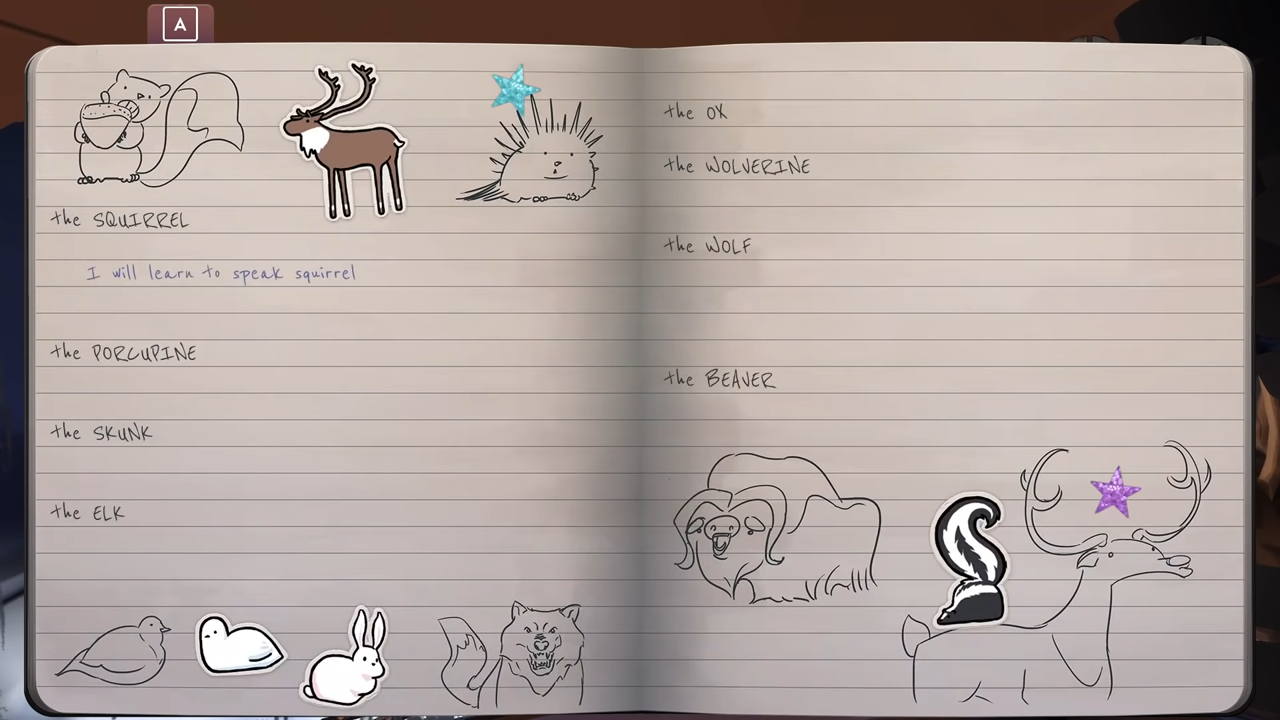 A
the SQUIRREL
I will learn to speak squirrel
the PORCUPINE
the SKUNK
the ELK
the OX
the WOLVERINE
the WOLF
the BEAVER